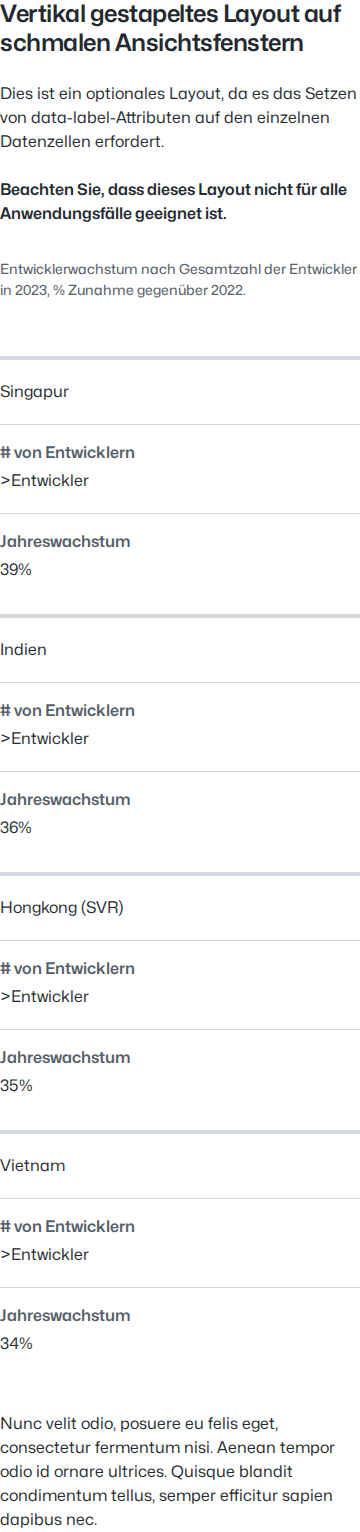 Vertikal gestapeltes Layout auf
schmalen Ansichtsfenstern
Dies ist ein optionales Layout, da es das Setzen
von data-label-Attributen auf den einzelnen
Datenzellen erfordert.
Beachten Sie, dass dieses Layout nicht für alle
Anwendungsfälle geeignet ist.
Entwicklerwachstum nach Gesamtzahl der Entwickler
in 2023, % Zunahme gegenüber 2022.
Singapur
# von Entwicklern
>Entwickler
Jahreswachstum
39%
Indien
# von Entwicklern
>Entwickler
Jahreswachstum
36%
Hongkong (SVR)
# von Entwicklern
>Entwickler
Jahreswachstum
35%
Vietnam
# von Entwicklern
>Entwickler
Jahreswachstum
34%
Nunc velit odio, posuere eu felis eget,
consectetur fermentum nisi. Aenean tempor
odio id ornare ultrices. Quisque blandit
condimentum tellus, semper efficitur sapien
dapibus nec.